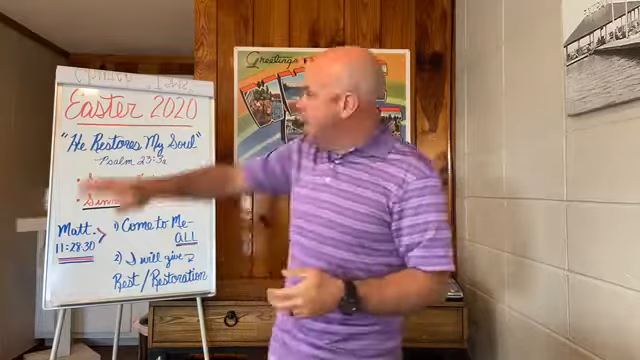 Easter 2020
"He Restores My Soul"
- Psalm 23:3a
• Sinn
Matt. > 1) Come to Me-
11:28-30 ALL
2) I will give→
Rest/Restoration
Greetings